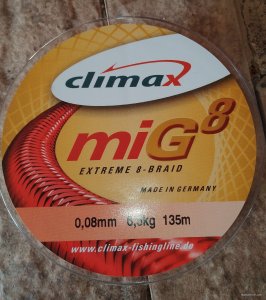 climax
miG8
EXTREME 8-BRAID
MADE IN GERMANY
0,08mm 135m
www.climax-fishingline.de